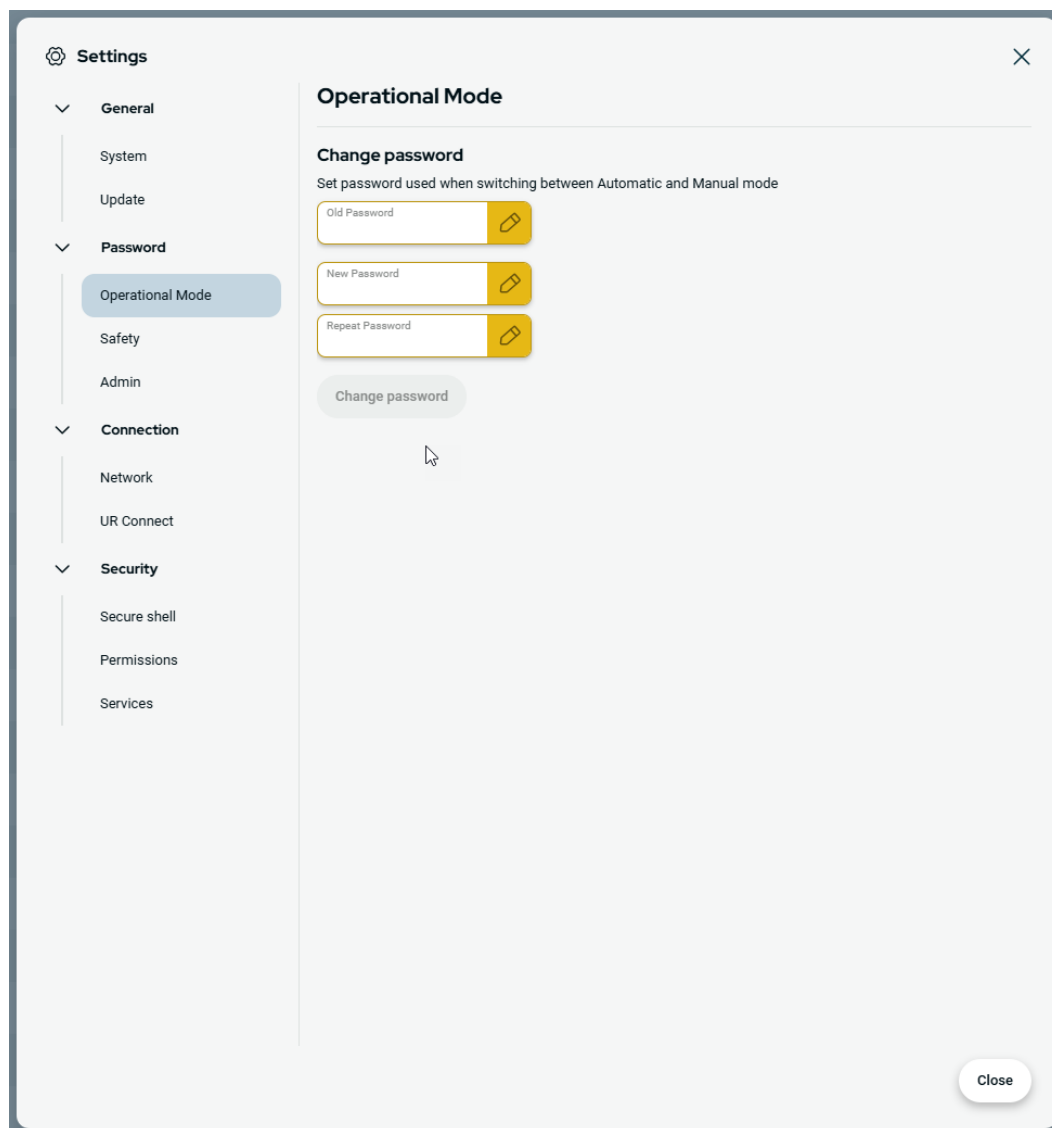 Settings
General
System
Update
Password
Operational Mode
Safety
Admin
Connection
Network
UR Connect
Security
Secure shell
Permissions
Services
Operational Mode
Change password
Set password used when switching between Automatic and Manual mode
Old Password
New Password
Repeat Password
Change password
Close